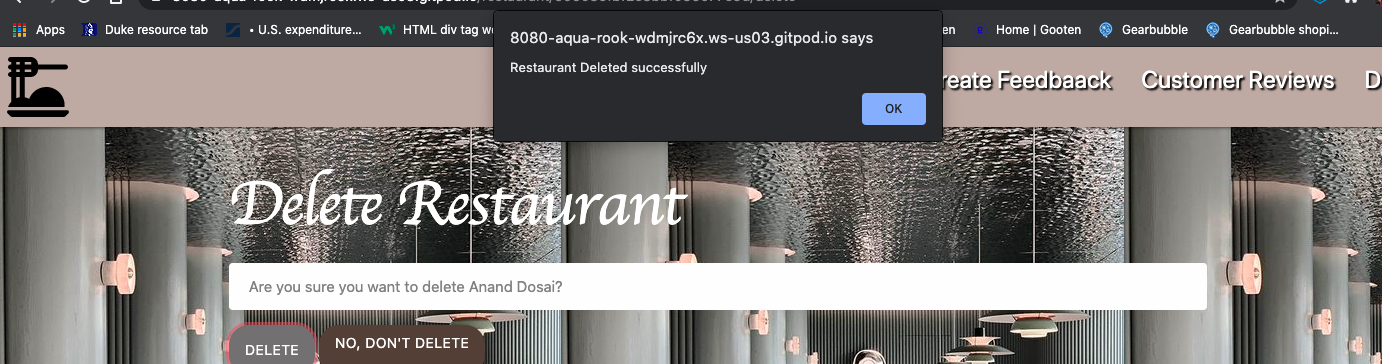 8080-aqua-rook-wdmjrc6x.ws-us03.gitpod.io says
Restaurant Deleted successfully
OK
Apps Duke resource tab • U.S. expenditure... HTML div tag w en Home | Gooten Gearbubble Gearbubble shopi...
reate Feedbaack Customer Reviews D
Delete Restaurant
Are you sure you want to delete Anand Dosai?
DELETE NO, DON'T DELETE